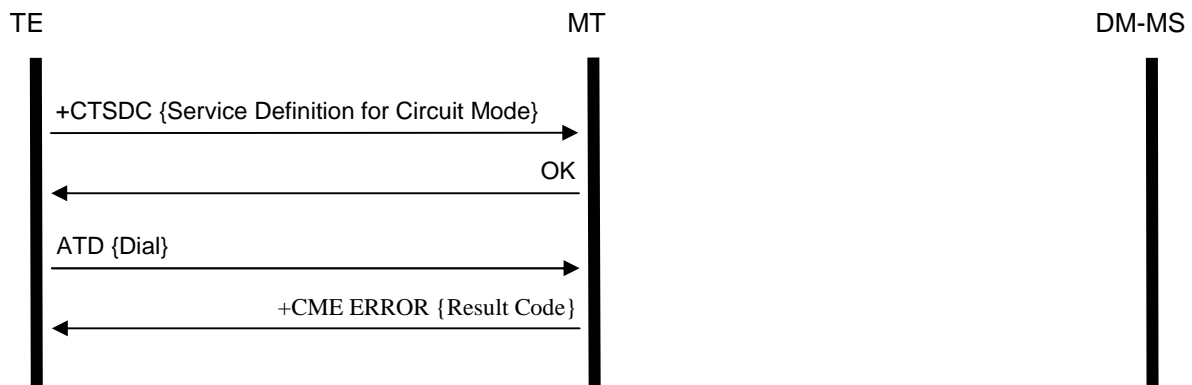 TE MT DM-MS
+CTSDC {Service Definition for Circuit Mode}
OK
ATD {Dial}
+CME ERROR {Result Code}